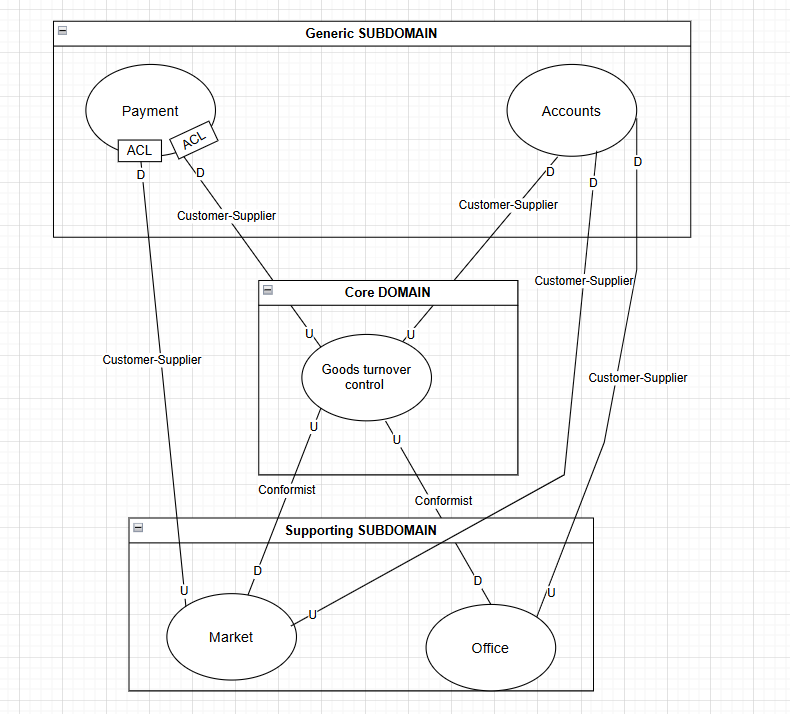 Generic SUBDOMAIN
Payment
Accounts
ACL
ACL
D
D
D
D
D
Customer-Supplier
Customer-Supplier
Customer-Supplier
Core DOMAIN
U
U
Customer-Supplier
Goods turnover
control
Customer-Supplier
U
U
Conformist
Conformist
Supporting SUBDOMAIN
D
D
U
U
U
Market
Office